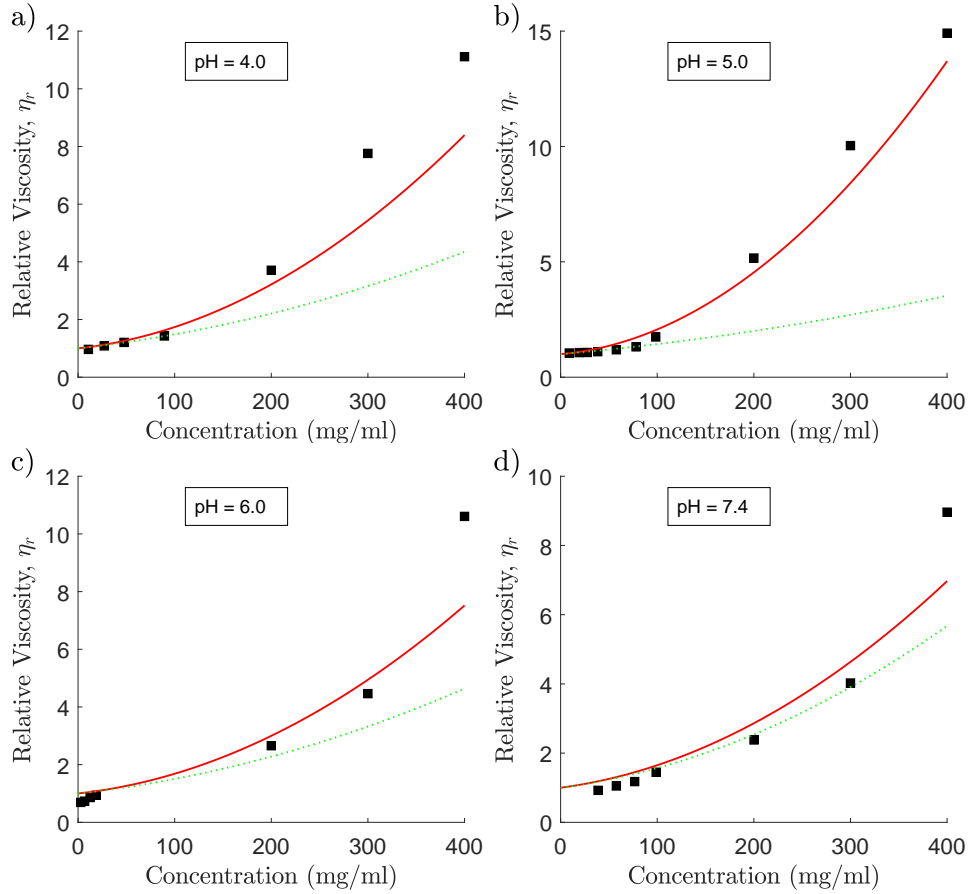 a)
12
10
8
6
4
2
0
Relative Viscosity, ηr
pH = 4.0
0 100 200 300 400
Concentration (mg/ml)
b)
15
10
5
0
Relative Viscosity, ηr
pH = 5.0
0 100 200 300 400
Concentration (mg/ml)
c)
12
10
8
6
4
2
0
Relative Viscosity, ηr
pH = 6.0
0 100 200 300 400
Concentration (mg/ml)
d)
10
8
6
4
2
0
Relative Viscosity, ηr
pH = 7.4
0 100 200 300 400
Concentration (mg/ml)